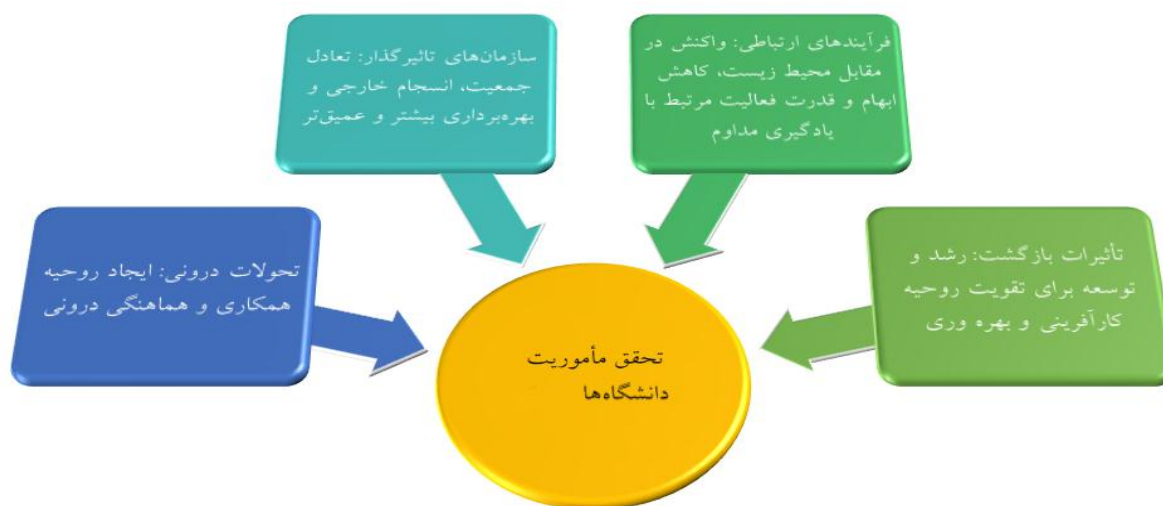 فرآیندهای ارتباطی: واکنش در
مقابل محیط زیست، کاهش
ابهام و قدرت فعالیت مرتبط با
یادگیری مداوم
سازمان‌های تاثیرگذار: تعادل
جمعیت، انسجام خارجی و
بهره‌برداری بیشتر و عمیق‌تر
تأثیرات بازگشت: رشد و
توسعه برای تقویت روحیه
کارآفرینی و بهره وری
تحولات درونی: ایجاد روحیه
همکاری و هماهنگی درونی
تحقق مأموریت
دانشگاه‌ها